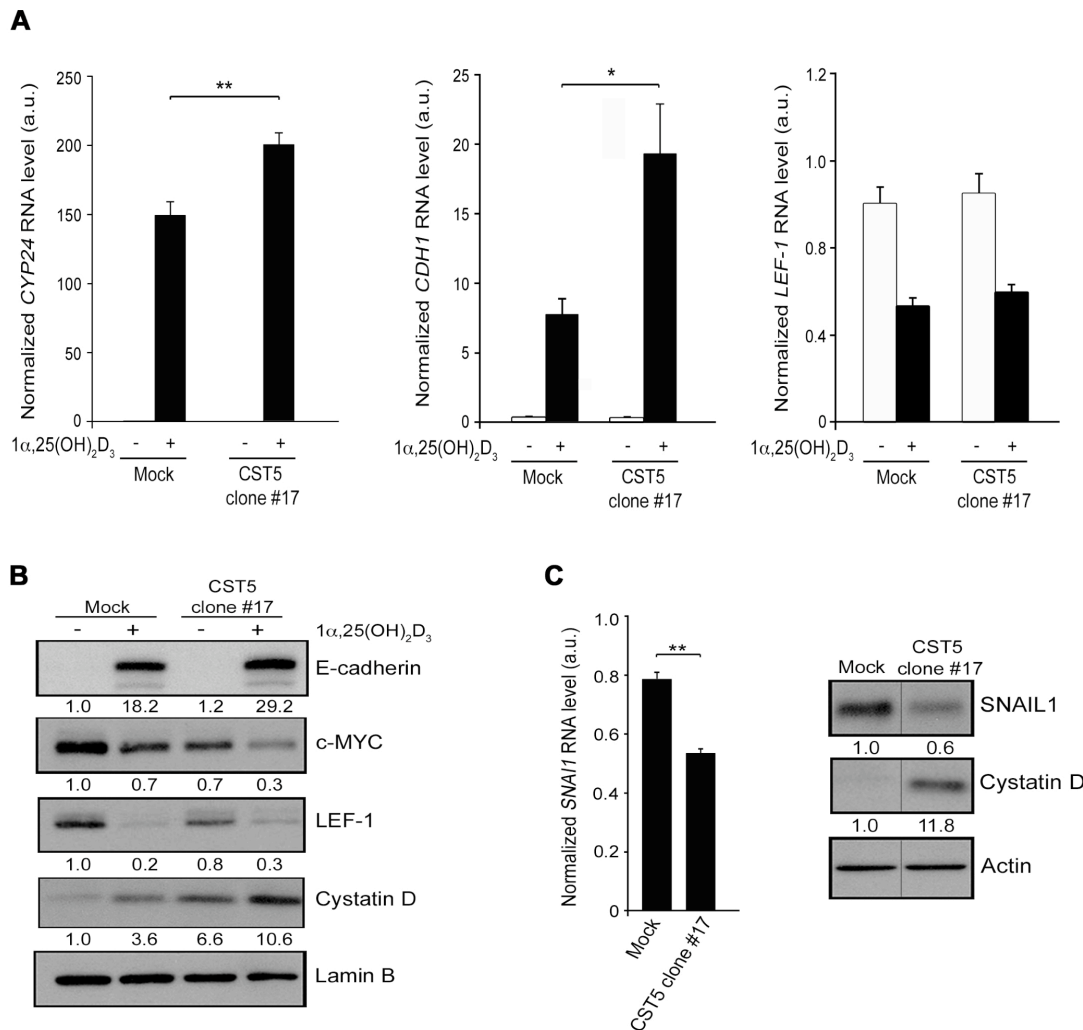 A
Normalized CYP24 RNA level (a.u.)
250
200
150
100
50
0
**
1α,25(OH)2D3
- + - +
Mock
CST5
clone #17
Normalized CDH1 RNA level (a.u.)
25
20
15
10
5
0
*
1α,25(OH)2D3
- + - +
Mock
CST5
clone #17
Normalized LEF-1 RNA level (a.u.)
1.2
1.0
0.6
0.4
0
1α,25(OH)2D3
- + - +
Mock
CST5
clone #17
B
Mock
CST5
clone #17
- + - + 1α,25(OH)2D3
E-cadherin
1.0 18.2 1.2 29.2
c-MYC
1.0 0.7 0.7 0.3
LEF-1
1.0 0.2 0.8 0.3
Cystatin D
1.0 3.6 6.6 10.6
Lamin B
C
Normalized SNAI1 RNA level (a.u.)
1.0
0.8
0.6
0.4
0.2
0
**
Mock
CST5 clone #17
Mock
CST5
clone #17
SNAIL1
1.0 0.6
Cystatin D
1.0 11.8
Actin